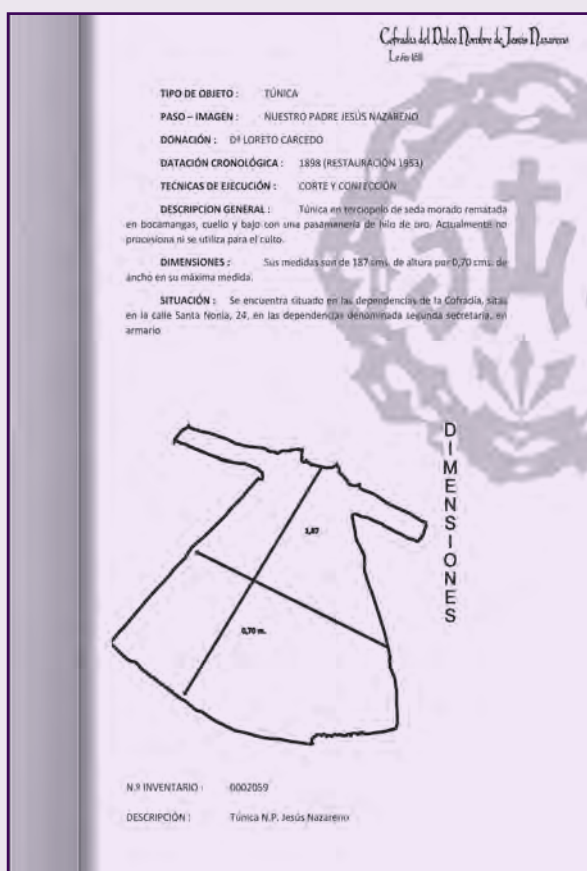 Cofradía del Dulce Nombre de Jesús Nazareno
León 1611
TIPO DE OBJETO : TÚNICA
PASO – IMAGEN : NUESTRO PADRE JESÚS NAZARENO
DONACIÓN : Dª LORETO CARCEDO
DATACIÓN CRONOLÓGICA : 1898 (RESTAURACIÓN 1953)
TECNICAS DE EJECUCIÓN : CORTE Y CONFECCIÓN
DESCRIPCION GENERAL : Túnica en terciopelo de seda morado rematada
en bocamangas, cuello y bajo con una pasamanería de hilo de oro. Actualmente no
procesiona ni se utiliza para el culto.
DIMENSIONES : Sus medidas son de 187 cms. de altura por 0,70 cms. de
ancho en su máxima medida.
SITUACIÓN : Se encuentra situado en las dependencias de la Cofradía, sitas
en la calle Santa Nonia, 24, en las dependencias denominada segunda secretaria, en
armario
DIMENSIONES
1,87
0,70 m.
N.º INVENTARIO : 0002059
DESCRIPCIÓN : Túnica N.P. Jesús Nazareno